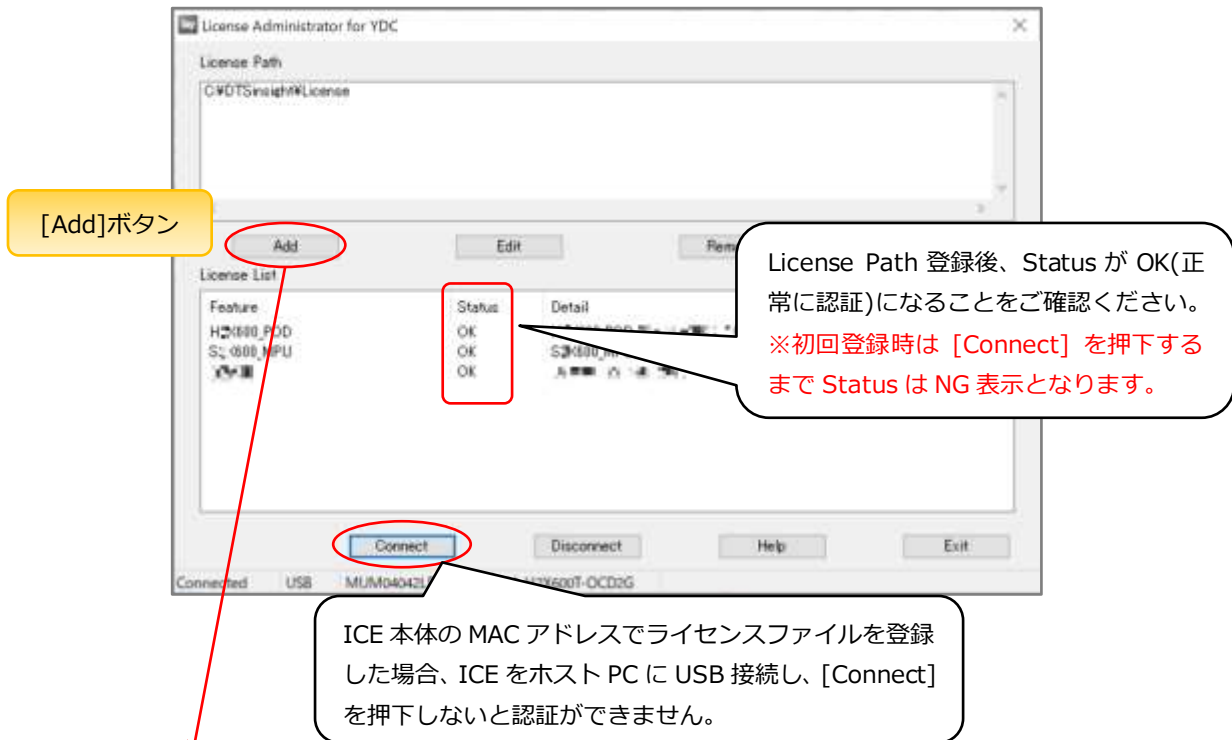 License Administrator for YDC
License Path
C:¥DTSinsight¥License
[Add]ボタン
Add Edit
License List
Feature Status Detail
OK
OK
OK
License Path 登録後、Status が OK(正
常に認証)になることをご確認ください。
※初回登録時は [Connect] を押下する
まで Status は NG 表示となります。
Connect Disconnect Help Exit
Connected USB
ICE 本体の MAC アドレスでライセンスファイルを登録
した場合、ICE をホスト PC に USB 接続し、[Connect]
を押下しないと認証ができません。